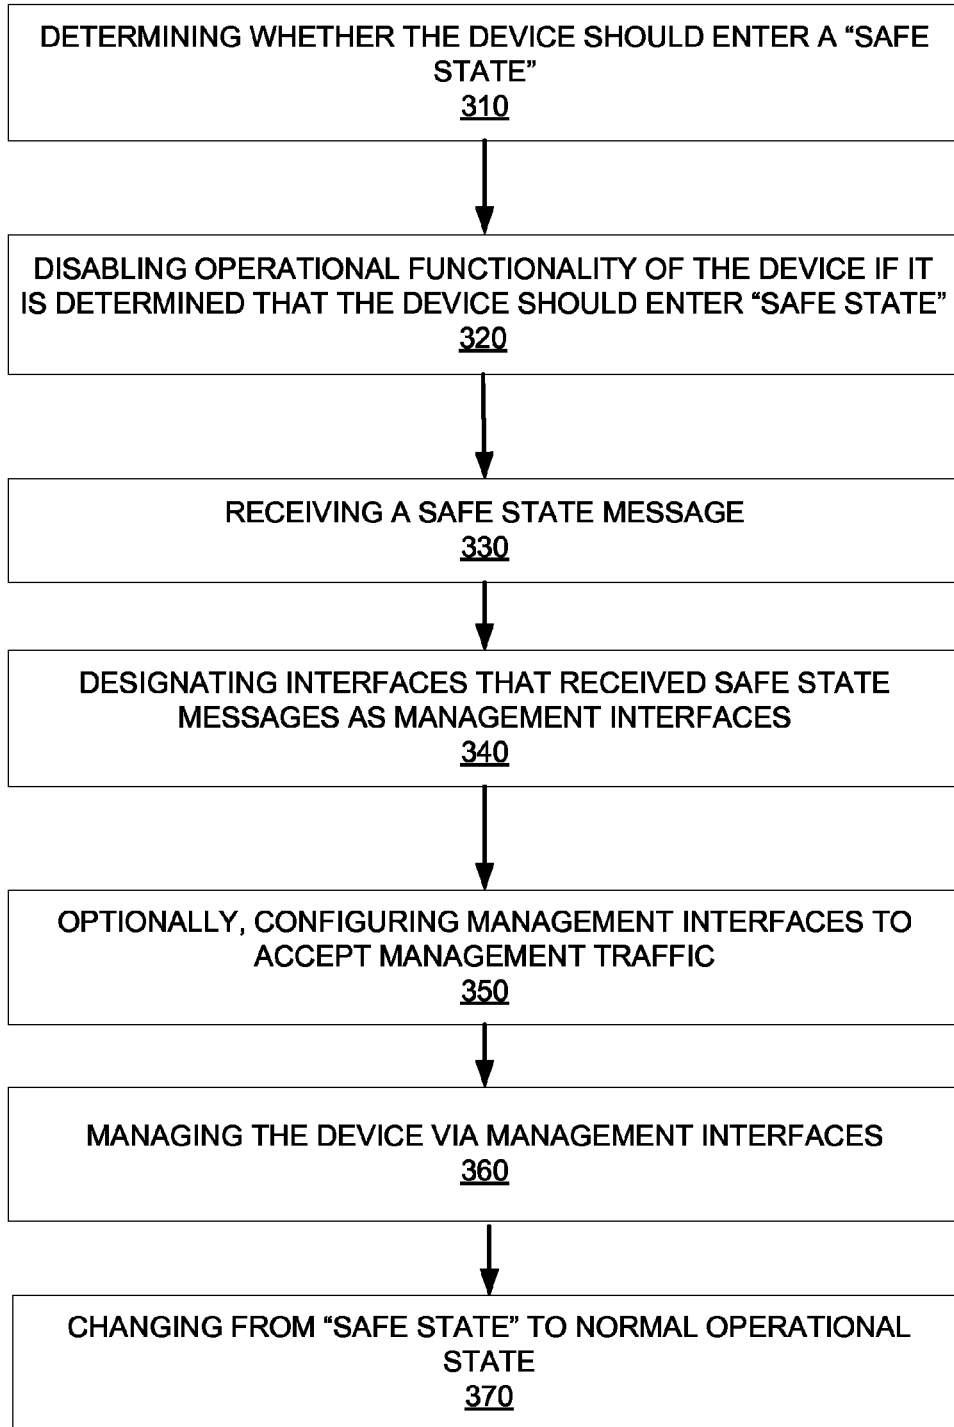 DETERMINING WHETHER THE DEVICE SHOULD ENTER A “SAFE
STATE”
310
DISABLING OPERATIONAL FUNCTIONALITY OF THE DEVICE IF IT
IS DETERMINED THAT THE DEVICE SHOULD ENTER “SAFE STATE”
320
RECEIVING A SAFE STATE MESSAGE
330
DESIGNATING INTERFACES THAT RECEIVED SAFE STATE
MESSAGES AS MANAGEMENT INTERFACES
340
OPTIONALLY, CONFIGURING MANAGEMENT INTERFACES TO
ACCEPT MANAGEMENT TRAFFIC
350
MANAGING THE DEVICE VIA MANAGEMENT INTERFACES
360
CHANGING FROM “SAFE STATE” TO NORMAL OPERATIONAL
STATE
370